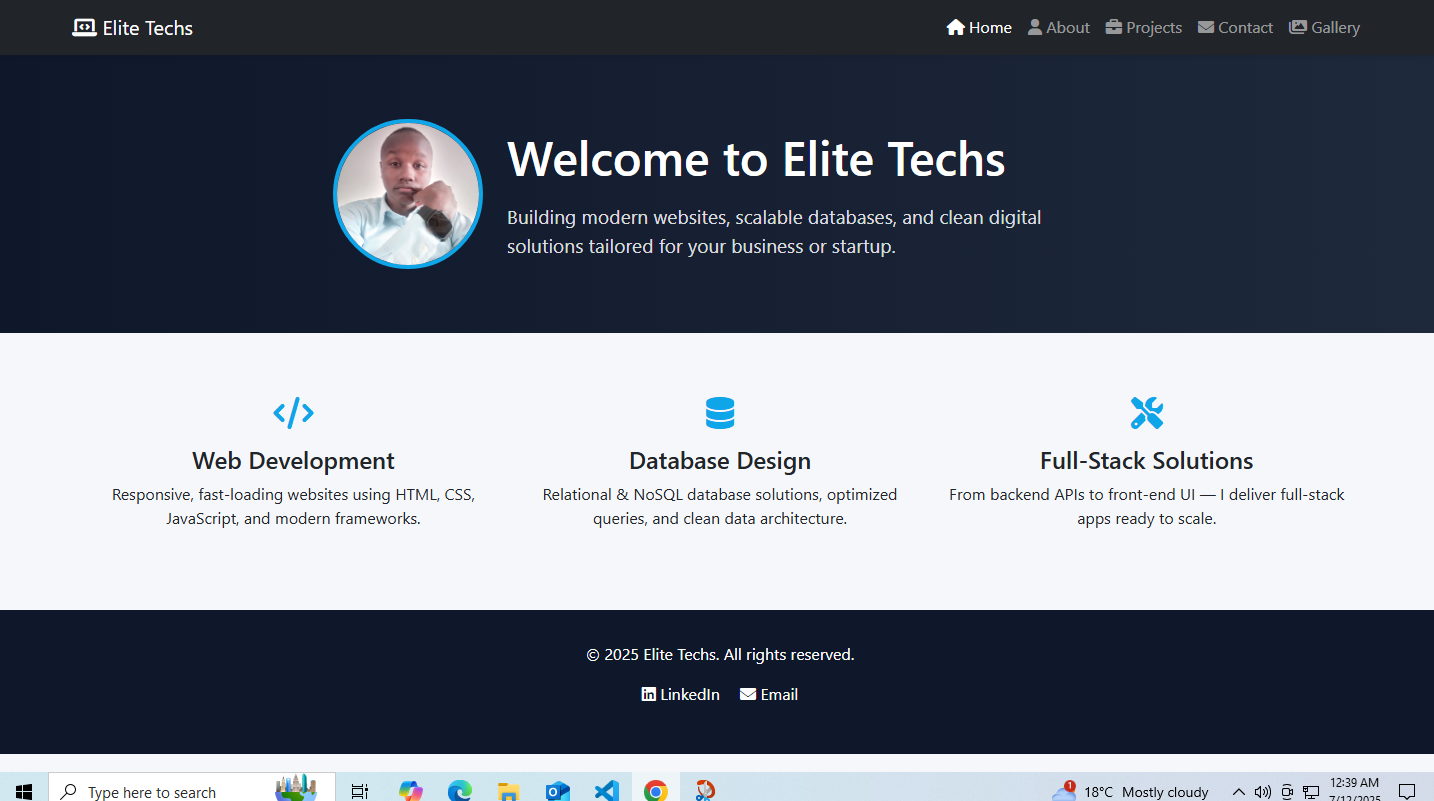 Elite Techs
Home About Projects Contact Gallery
Welcome to Elite Techs
Building modern websites, scalable databases, and clean digital
solutions tailored for your business or startup.
Web Development
Responsive, fast-loading websites using HTML, CSS,
JavaScript, and modern frameworks.
Database Design
Relational & NoSQL database solutions, optimized
queries, and clean data architecture.
Full-Stack Solutions
From backend APIs to front-end UI — I deliver full-stack
apps ready to scale.
© 2025 Elite Techs. All rights reserved.
LinkedIn Email
Type here to search
1
18°C Mostly cloudy
12:39 AM
7/12/2025